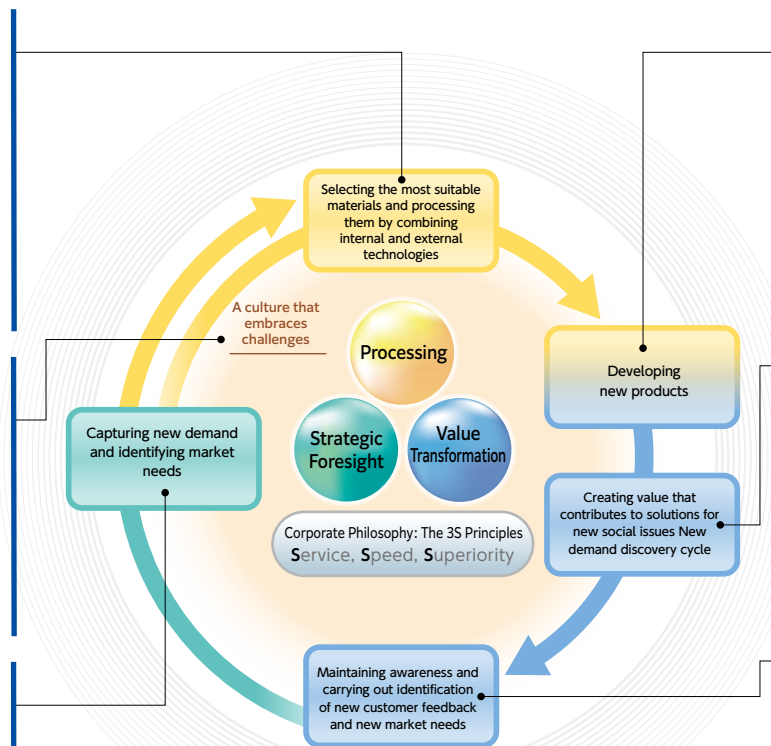 Selecting the most suitable
materials and processing
them by combining
internal and external
technologies
A culture that
embraces
challenges
Processing
Developing
new products
Capturing new demand
and identifying market
needs
Strategic
Foresight
Value
Transformation
Creating value that
contributes to solutions for
new social issues New
demand discovery cycle
Corporate Philosophy: The 3S Principles
Service, Speed, Superiority
Maintaining awareness and
carrying out identification
of new customer feedback
and new market needs